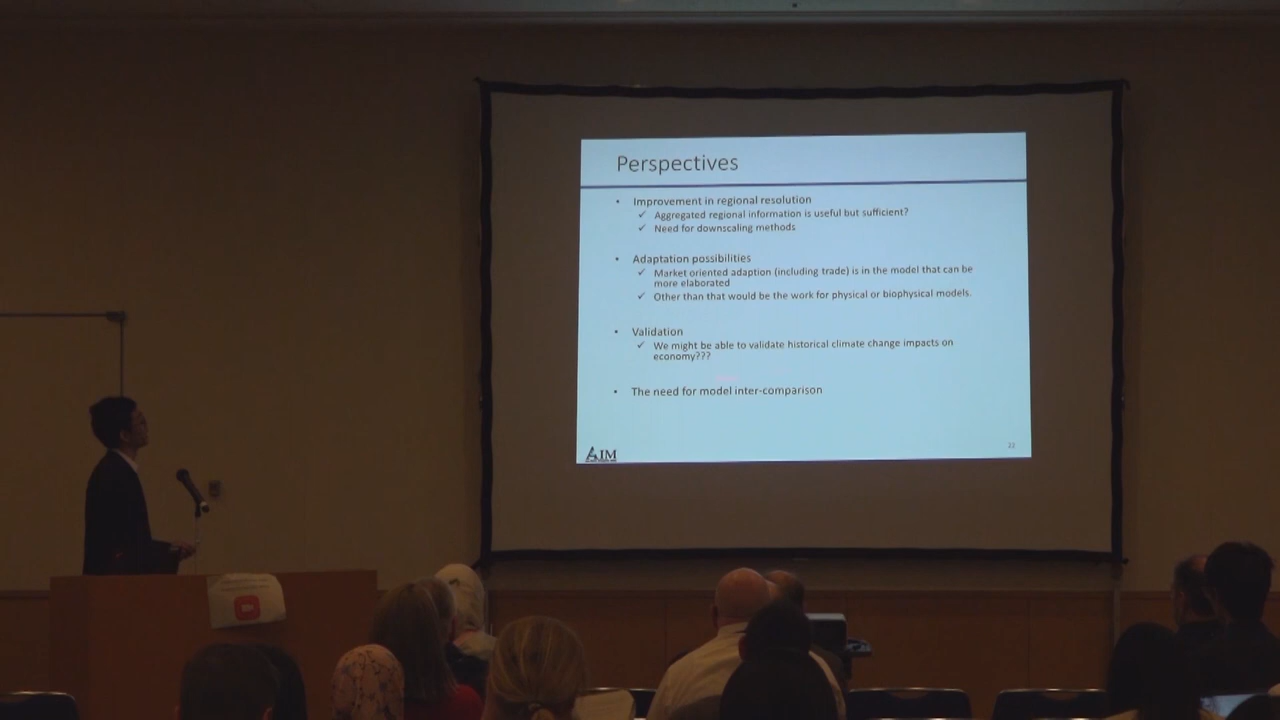 Perspectives
• Improvement in regional resolution
✓ Aggregated regional information is useful but sufficient?
✓ Need for downscaling methods
• Adaptation possibilities
✓ Market oriented adaption (including trade) is in the model that can be
more elaborated
✓ Other than that would be the work for physical or biophysical models.
• Validation
✓ We might be able to validate historical climate change impacts on
economy???
• The need for model inter-comparison
AIM
22